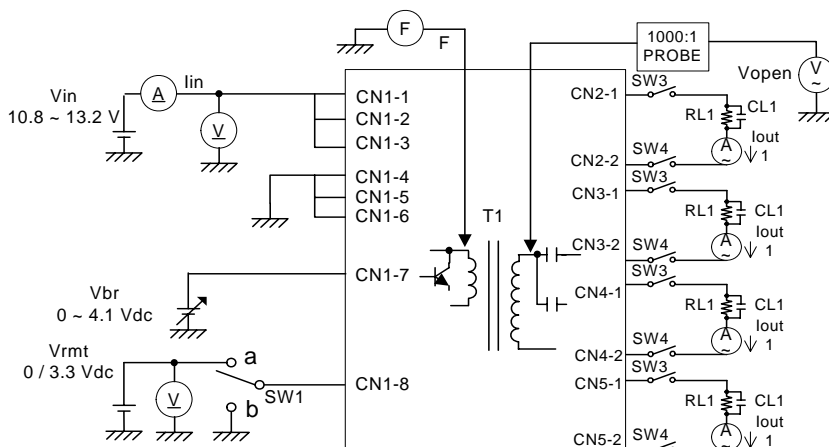 F
F
1000:1
PROBE
V
~
Vopen
Vin
10.8 ~ 13.2 V
A
Iin
V
CN1-1
CN1-2
CN1-3
CN1-4
CN1-5
CN1-6
T1
CN1-7
Vbr
0 ~ 4.1 Vdc
Vrmt
0 / 3.3 Vdc
V
a
b
SW1
CN1-8
CN2-1
SW3
RL1
CL1
A
~
Iout
1
CN2-2
SW4
CN3-1
SW3
RL1
CL1
A
~
Iout
1
CN3-2
SW4
CN4-1
SW3
RL1
CL1
A
~
Iout
1
CN4-2
SW4
CN5-1
SW3
RL1
CL1
A
~
Iout
1
CN5-2
SW4